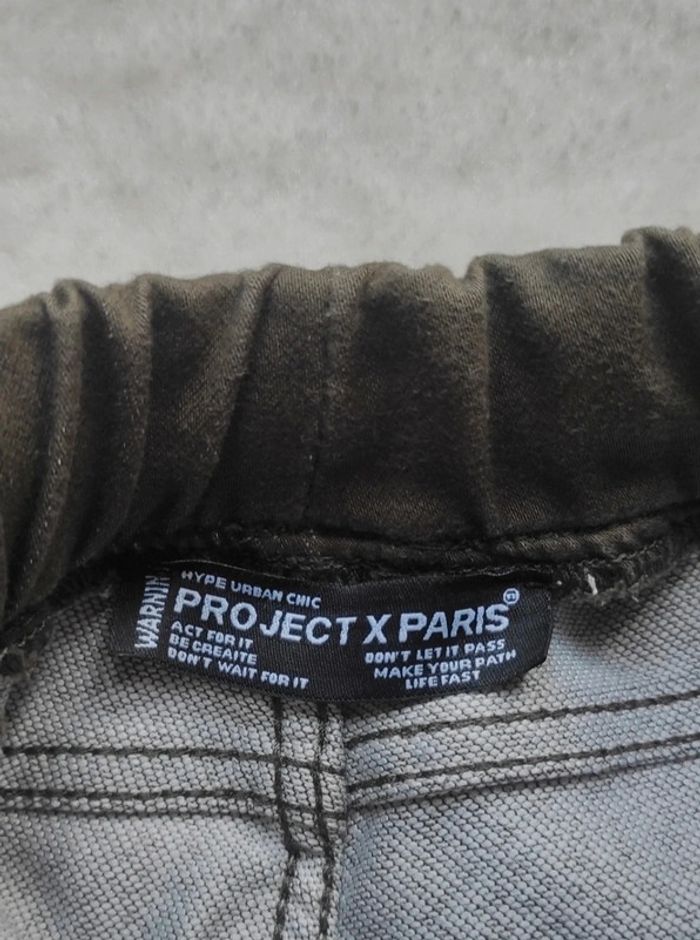 WARNIN
HYPE URBAN CHIC
PROJECT X PARIS®
ACT FOR IT
BE CREAITE
DON'T WAIT FOR IT
DON'T LET IT PASS
MAKE YOUR PATH
LIFE FAST